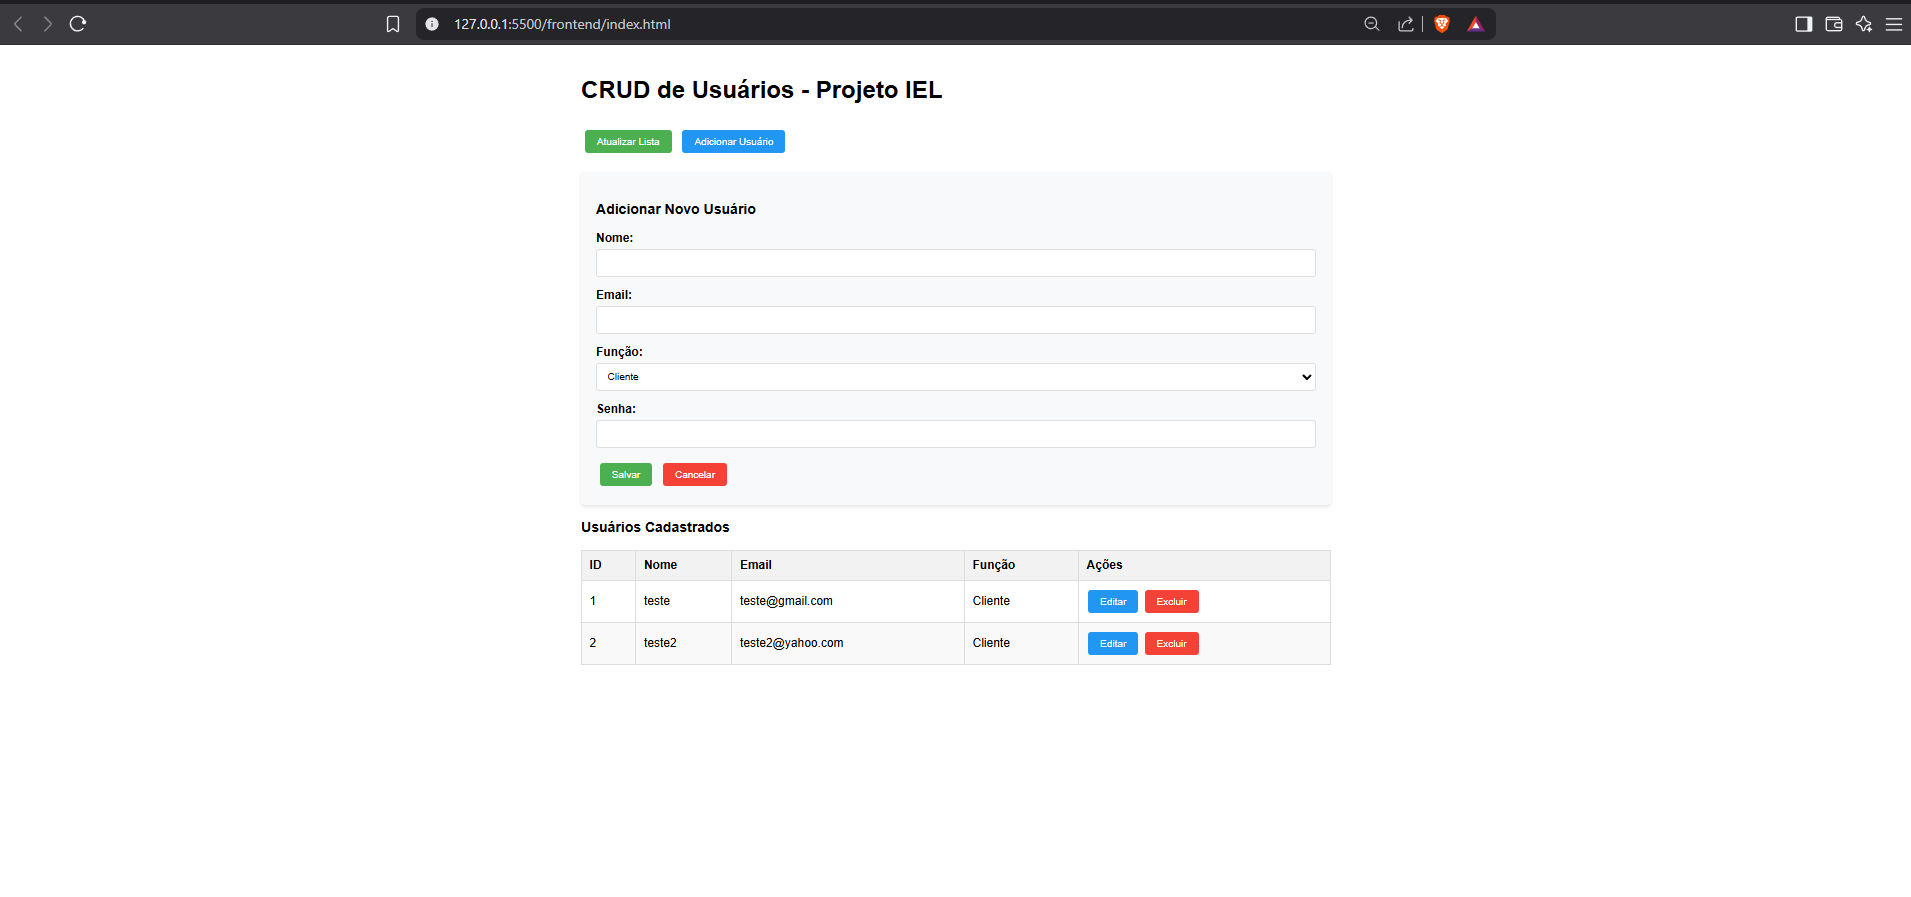 127.0.0.1:5500/frontend/index.html
CRUD de Usuários - Projeto IEL
Atualizar Lista Adicionar Usuário
Adicionar Novo Usuário
Nome:
Email:
Função:
Cliente
Senha:
Salvar Cancelar
Usuários Cadastrados
ID Nome Email Função Ações
1 teste teste@gmail.com Cliente Editar Excluir
2 teste2 teste2@yahoo.com Cliente Editar Excluir